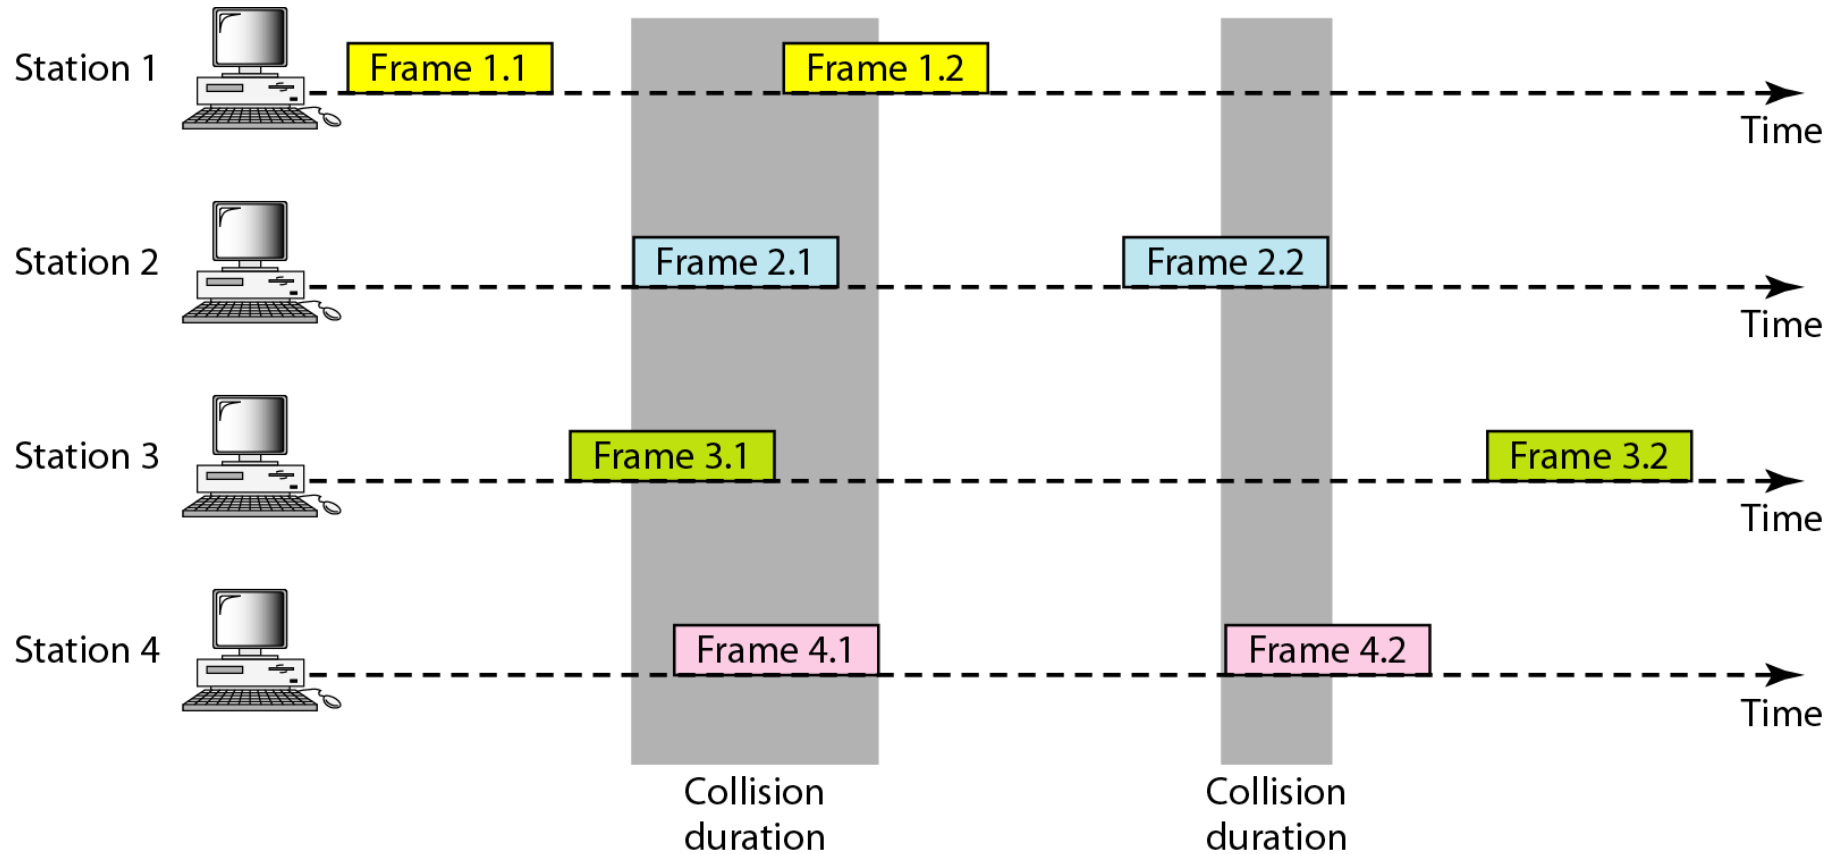 Station 1
Frame 1.1
Frame 1.2
Time
Station 2
Frame 2.1
Frame 2.2
Time
Station 3
Frame 3.1
Frame 3.2
Time
Station 4
Frame 4.1
Frame 4.2
Time
Collision
duration
Collision
duration